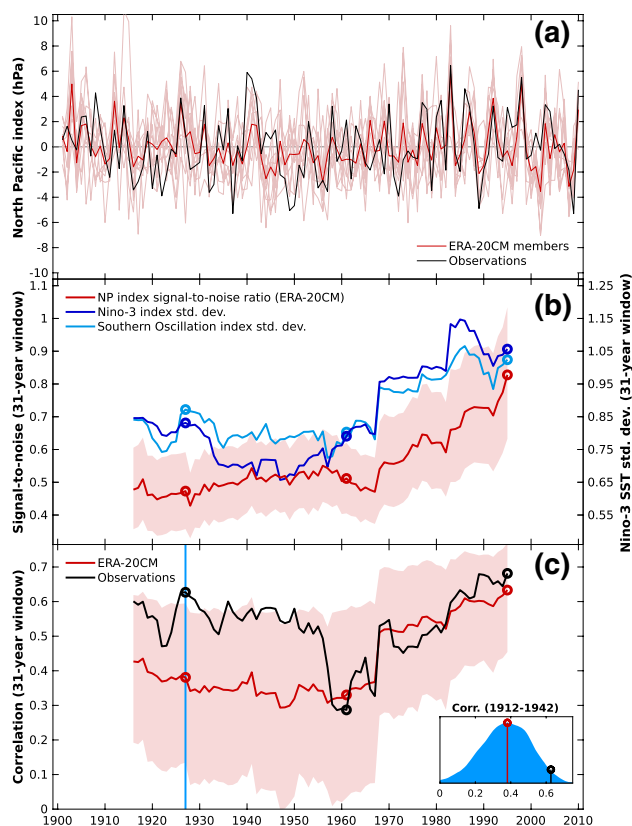 (a)
North Pacific index (hPa)
10
8
6
4
2
0
-2
-4
-6
-8
-10
ERA-20CM members
Observations
(b)
NP index signal-to-noise ratio (ERA-20CM)
Nino-3 index std. dev.
Southern Oscillation index std. dev.
Signal-to-noise (31-year window)
1.1
1
0.9
0.8
0.7
0.6
0.5
0.4
1.25
1.15
1.05
0.95
0.85
0.75
0.65
0.55
Nino-3 SST std. dev. (31-year window)
(c)
ERA-20CM
Observations
Correlation (31-year window)
0.7
0.6
0.5
0.4
0.3
0.2
0.1
0
Corr. (1912-1942)
0 0.2 0.4 0.6
1900 1910 1920 1930 1940 1950 1960 1970 1980 1990 2000 2010